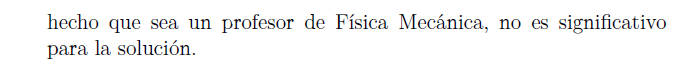 hecho que sea un profesor de Física Mecánica, no es significativo
para la solución.